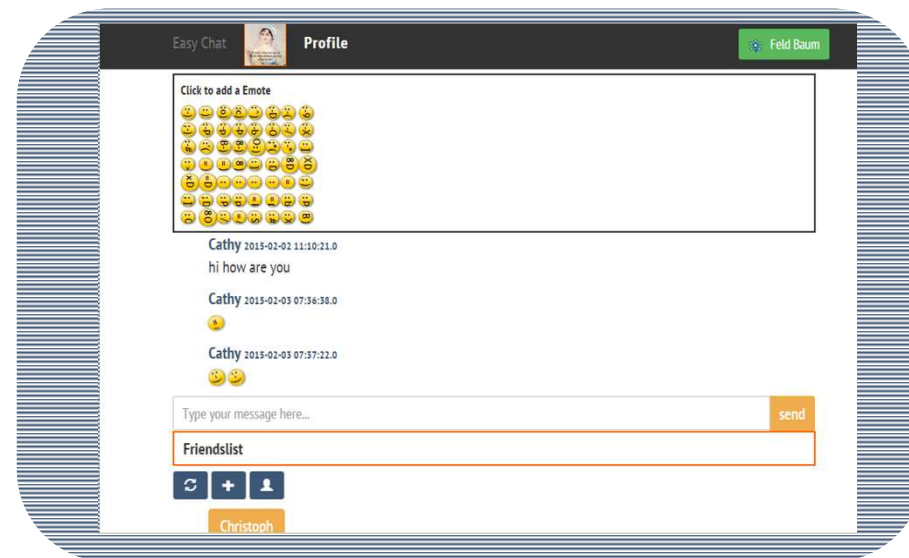 Easy Chat
Profile
Feld Baum
Click to add a Emote
Cathy 2015-02-02 11:10:21.0
hi how are you
Cathy 2015-02-03 07:36:38.0
Cathy 2015-02-03 07:37:22.0
Type your message here...
send
Friendslist
Christoph